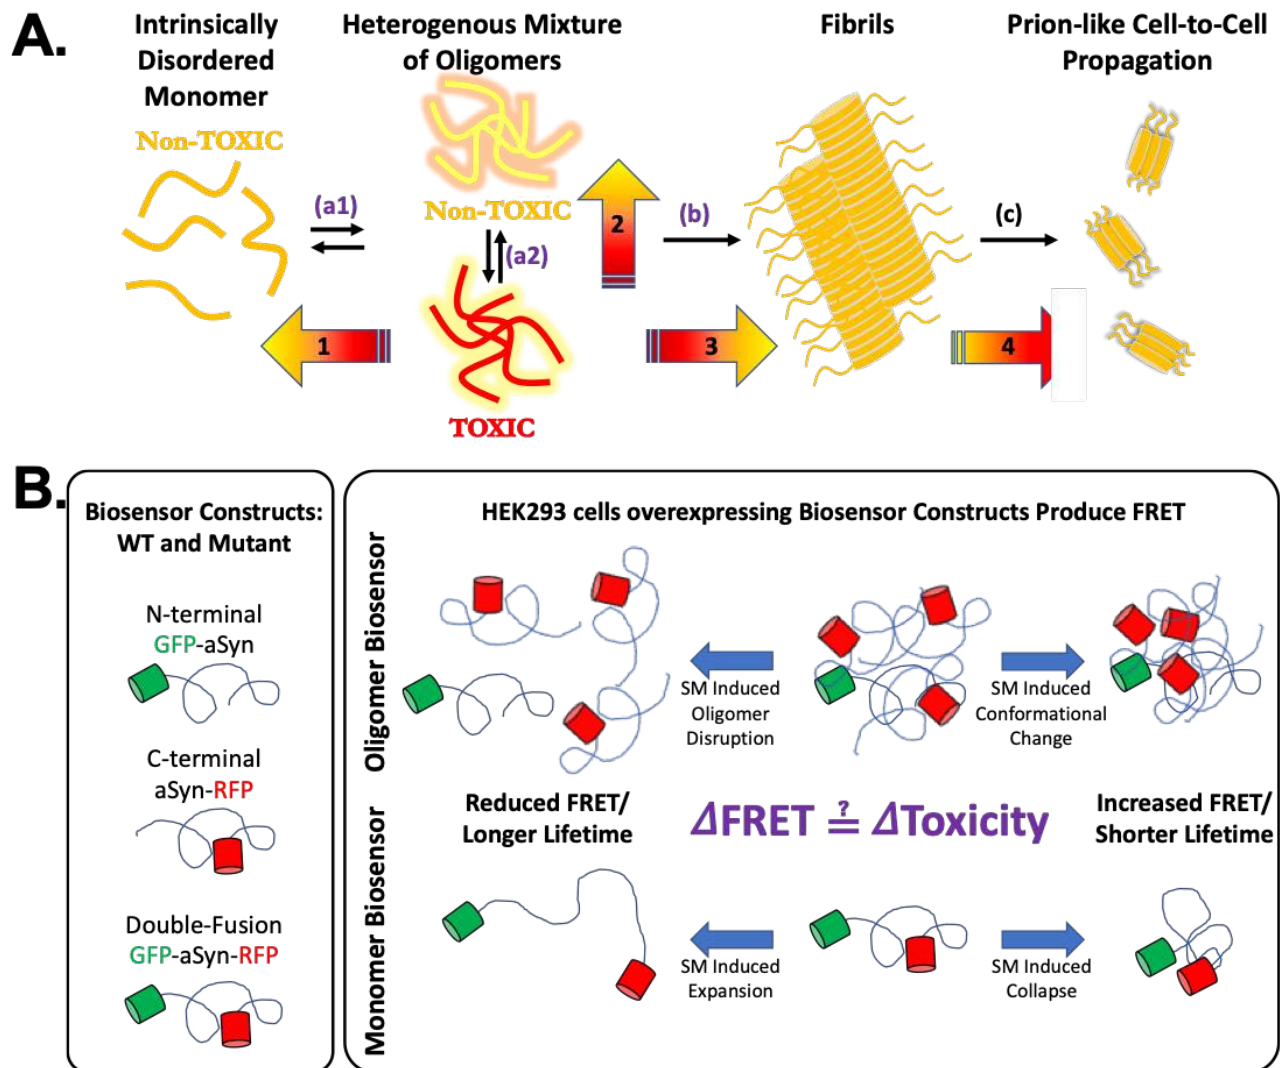 A.
Intrinsically
Disordered
Monomer
Heterogenous Mixture
of Oligomers
Fibrils
Prion-like Cell-to-Cell
Propagation
Non-TOXIC
(a1)
Non-TOXIC
(a2)
TOXIC
2
(b)
(c)
1
3
4
B.
Biosensor Constructs:
WT and Mutant
N-terminal
GFP-aSyn
C-terminal
aSyn-RFP
Double-Fusion
GFP-aSyn-RFP
HEK293 cells overexpressing Biosensor Constructs Produce FRET
Oligomer Biosensor
SM Induced
Oligomer
Disruption
SM Induced
Conformational
Change
Reduced FRET/
Longer Lifetime
ΔFRET ≟ ΔToxicity
Increased FRET/
Shorter Lifetime
Monomer Biosensor
SM Induced
Expansion
SM Induced
Collapse